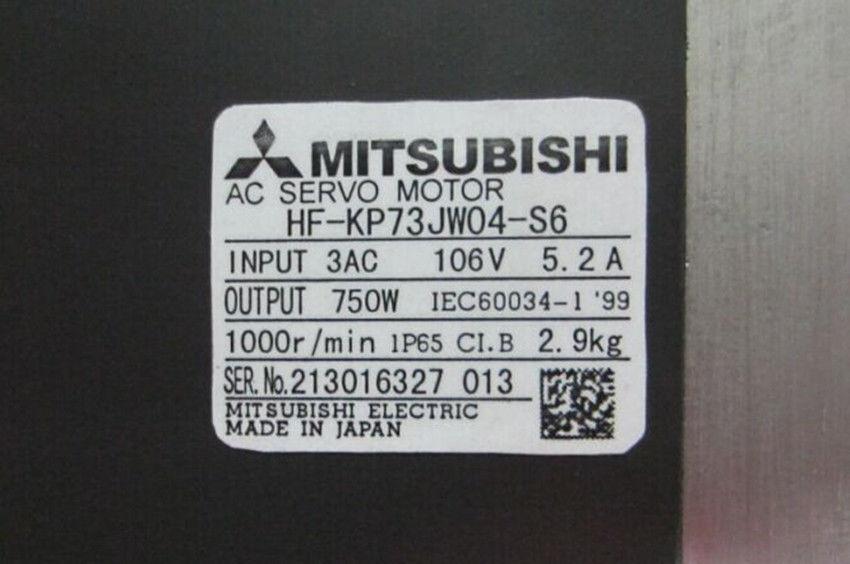 MITSUBISHI
AC SERVO MOTOR
HF-KP73JW04-S6
INPUT 3AC 106V 5.2A
OUTPUT 750W IEC60034-1 '99
1000r/min IP65 CI.B 2.9kg
SER.No.213016327 013
MITSUBISHI ELECTRIC
MADE IN JAPAN